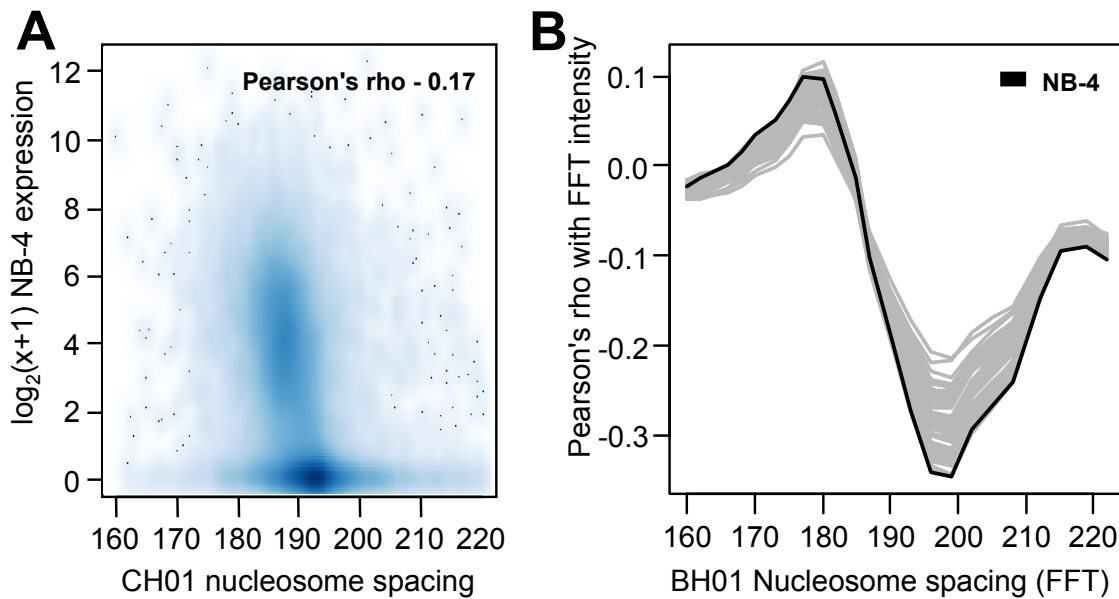 A
Pearson's rho - 0.17
log2(x+1) NB-4 expression
12
10
8
6
4
2
0
160 170 180 190 200 210 220
CH01 nucleosome spacing
B
NB-4
Pearson's rho with FFT intensity
0.1
0.0
-0.1
-0.2
-0.3
160 170 180 190 200 210 220
BH01 Nucleosome spacing (FFT)